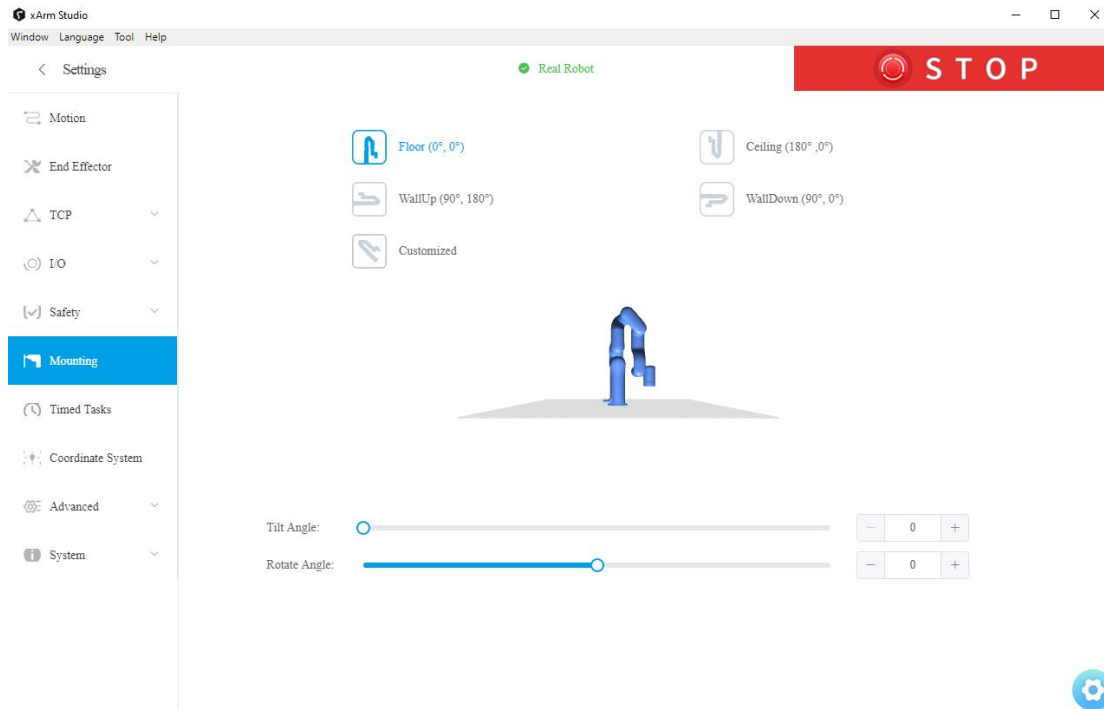 xArm Studio
Window Language Tool Help
Settings
Real Robot
STOP
Motion
End Effector
TCP
I/O
Safety
Mounting
Timed Tasks
Coordinate System
Advanced
System
Floor (0°, 0°)
Ceiling (180° ,0°)
WallUp (90°, 180°)
WallDown (90°, 0°)
Customized
Tilt Angle:
0
Rotate Angle:
0